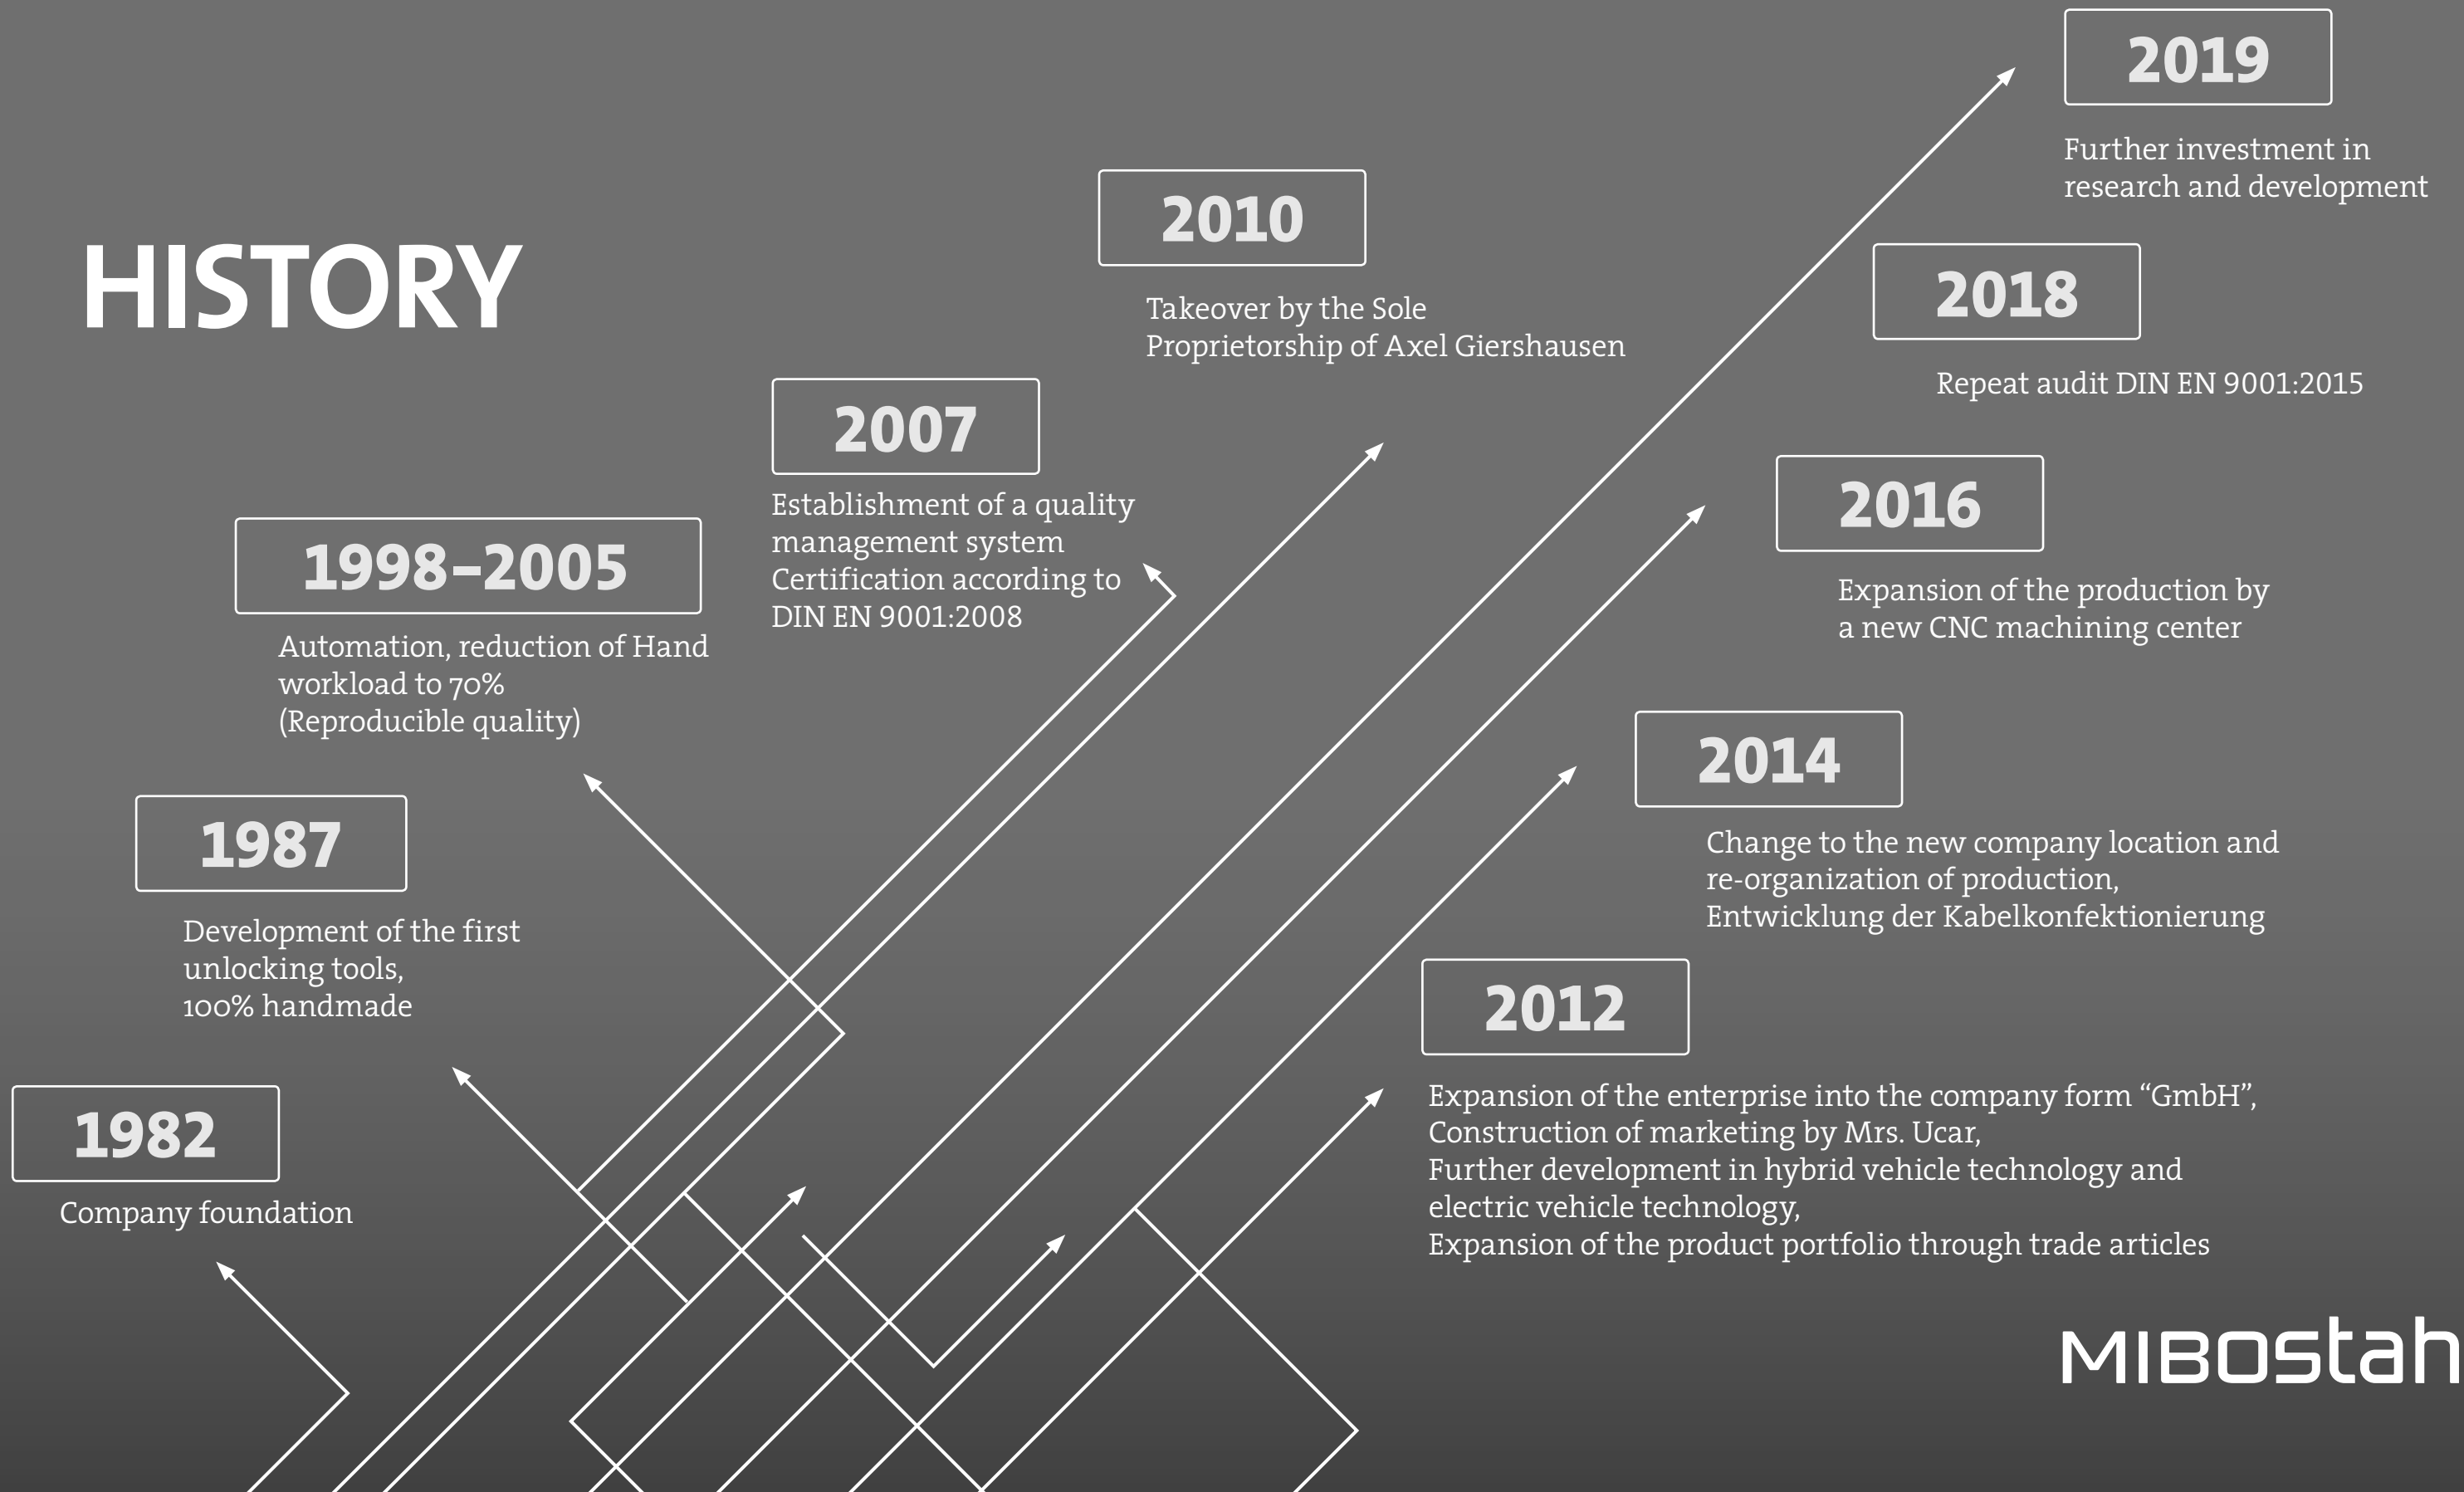 HISTORY
1982
Company foundation
1987
Development of the first
unlocking tools,
100% handmade
1998–2005
Automation, reduction of Hand
workload to 70%
(Reproducible quality)
2007
Establishment of a quality
management system
Certification according to
DIN EN 9001:2008
2010
Takeover by the Sole
Proprietorship of Axel Giershausen
2012
Expansion of the enterprise into the company form “GmbH”,
Construction of marketing by Mrs. Ucar,
Further development in hybrid vehicle technology and
electric vehicle technology,
Expansion of the product portfolio through trade articles
2014
Change to the new company location and
re-organization of production,
Entwicklung der Kabelkonfektionierung
2016
Expansion of the production by
a new CNC machining center
2018
Repeat audit DIN EN 9001:2015
2019
Further investment in
research and development
MIBOstah